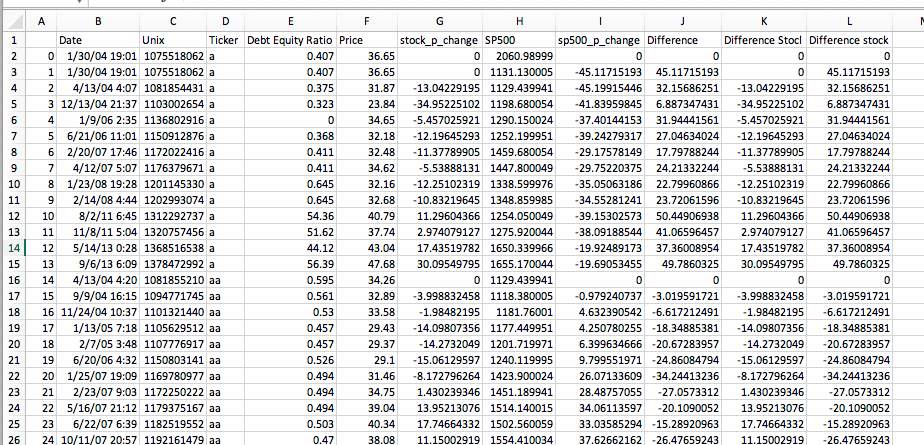 A B C D E F G H I J K L
1 Date Unix Ticker Debt Equity Ratio Price stock_p_change SP500 sp500_p_change Difference Difference Stocl Difference stock
2 0 1/30/04 19:01 1075518062 a 0.407 36.65 0 2060.98999 0 0 0 0
3 1 1/30/04 19:01 1075518062 a 0.407 36.65 0 1131.130005 -45.11715193 45.11715193 0 45.11715193
4 2 4/13/04 4:07 1081854431 a 0.375 31.87 -13.04229195 1129.439941 -45.19915446 32.15686251 -13.04229195 32.15686251
5 3 12/13/04 21:37 1103002654 a 0.323 23.84 -34.95225102 1198.680054 -41.83959845 6.887347431 -34.95225102 6.887347431
6 4 1/9/06 2:35 1136802916 a 0 34.65 -5.457025921 1290.150024 -37.40144153 31.94441561 -5.457025921 31.94441561
7 5 6/21/06 11:01 1150912876 a 0.368 32.18 -12.19645293 1252.199951 -39.24279317 27.04634024 -12.19645293 27.04634024
8 6 2/20/07 17:46 1172022416 a 0.411 32.48 -11.37789905 1459.680054 -29.17578149 17.79788244 -11.37789905 17.79788244
9 7 4/12/07 5:07 1176379671 a 0.411 34.62 -5.53888131 1447.800049 -29.75220375 24.21332244 -5.53888131 24.21332244
10 8 1/23/08 19:28 1201145330 a 0.645 32.16 -12.25102319 1338.599976 -35.05063186 22.79960866 -12.25102319 22.79960866
11 9 2/14/08 4:44 1202993074 a 0.645 32.68 -10.83219645 1348.859985 -34.55281241 23.72061596 -10.83219645 23.72061596
12 10 8/2/11 6:45 1312292737 a 54.36 40.79 11.29604366 1254.050049 -39.15302573 50.44906938 11.29604366 50.44906938
13 11 11/8/11 5:04 1320757456 a 51.62 37.74 2.974079127 1275.920044 -38.09188544 41.06596457 2.974079127 41.06596457
14 12 5/14/13 0:28 1368516538 a 44.12 43.04 17.43519782 1650.339966 -19.92489173 37.36008954 17.43519782 37.36008954
15 13 9/6/13 6:09 1378472992 a 56.39 47.68 30.09549795 1655.170044 -19.69053455 49.7860325 30.09549795 49.7860325
16 14 4/13/04 4:20 1081855210 aa 0.595 34.26 0 1129.439941 0 0 0 0
17 15 9/9/04 16:15 1094771745 aa 0.561 32.89 -3.998832458 1118.380005 -0.979240737 -3.019591721 -3.998832458 -3.019591721
18 16 11/24/04 10:37 1101321440 aa 0.53 33.58 -1.98482195 1181.76001 4.632390542 -6.617212491 -1.98482195 -6.617212491
19 17 1/13/05 7:18 1105629512 aa 0.457 29.43 -14.09807356 1177.449951 4.250780255 -18.34885381 -14.09807356 -18.34885381
20 18 2/7/05 3:48 1107776917 aa 0.457 29.37 -14.2732049 1201.719971 6.399634666 -20.67283957 -14.2732049 -20.67283957
21 19 6/20/06 4:32 1150803141 aa 0.526 29.1 -15.06129597 1240.119995 9.799551971 -24.86084794 -15.06129597 -24.86084794
22 20 1/25/07 19:09 1169780977 aa 0.494 31.46 -8.172796264 1423.900024 26.07133609 -34.24413236 -8.172796264 -34.24413236
23 21 2/23/07 9:03 1172250222 aa 0.494 34.75 1.430239346 1451.189941 28.48757055 -27.0573312 1.430239346 -27.0573312
24 22 5/16/07 21:12 1179375167 aa 0.494 39.04 13.95213076 1514.140015 34.06113597 -20.1090052 13.95213076 -20.1090052
25 23 6/22/07 6:39 1182519552 aa 0.503 40.34 17.74664332 1502.560059 33.03585294 -15.28920963 17.74664332 -15.28920963
26 24 10/11/07 20:57 1192161479 aa 0.47 38.08 11.15002919 1554.410034 37.62662162 -26.47659243 11.15002919 -26.47659243